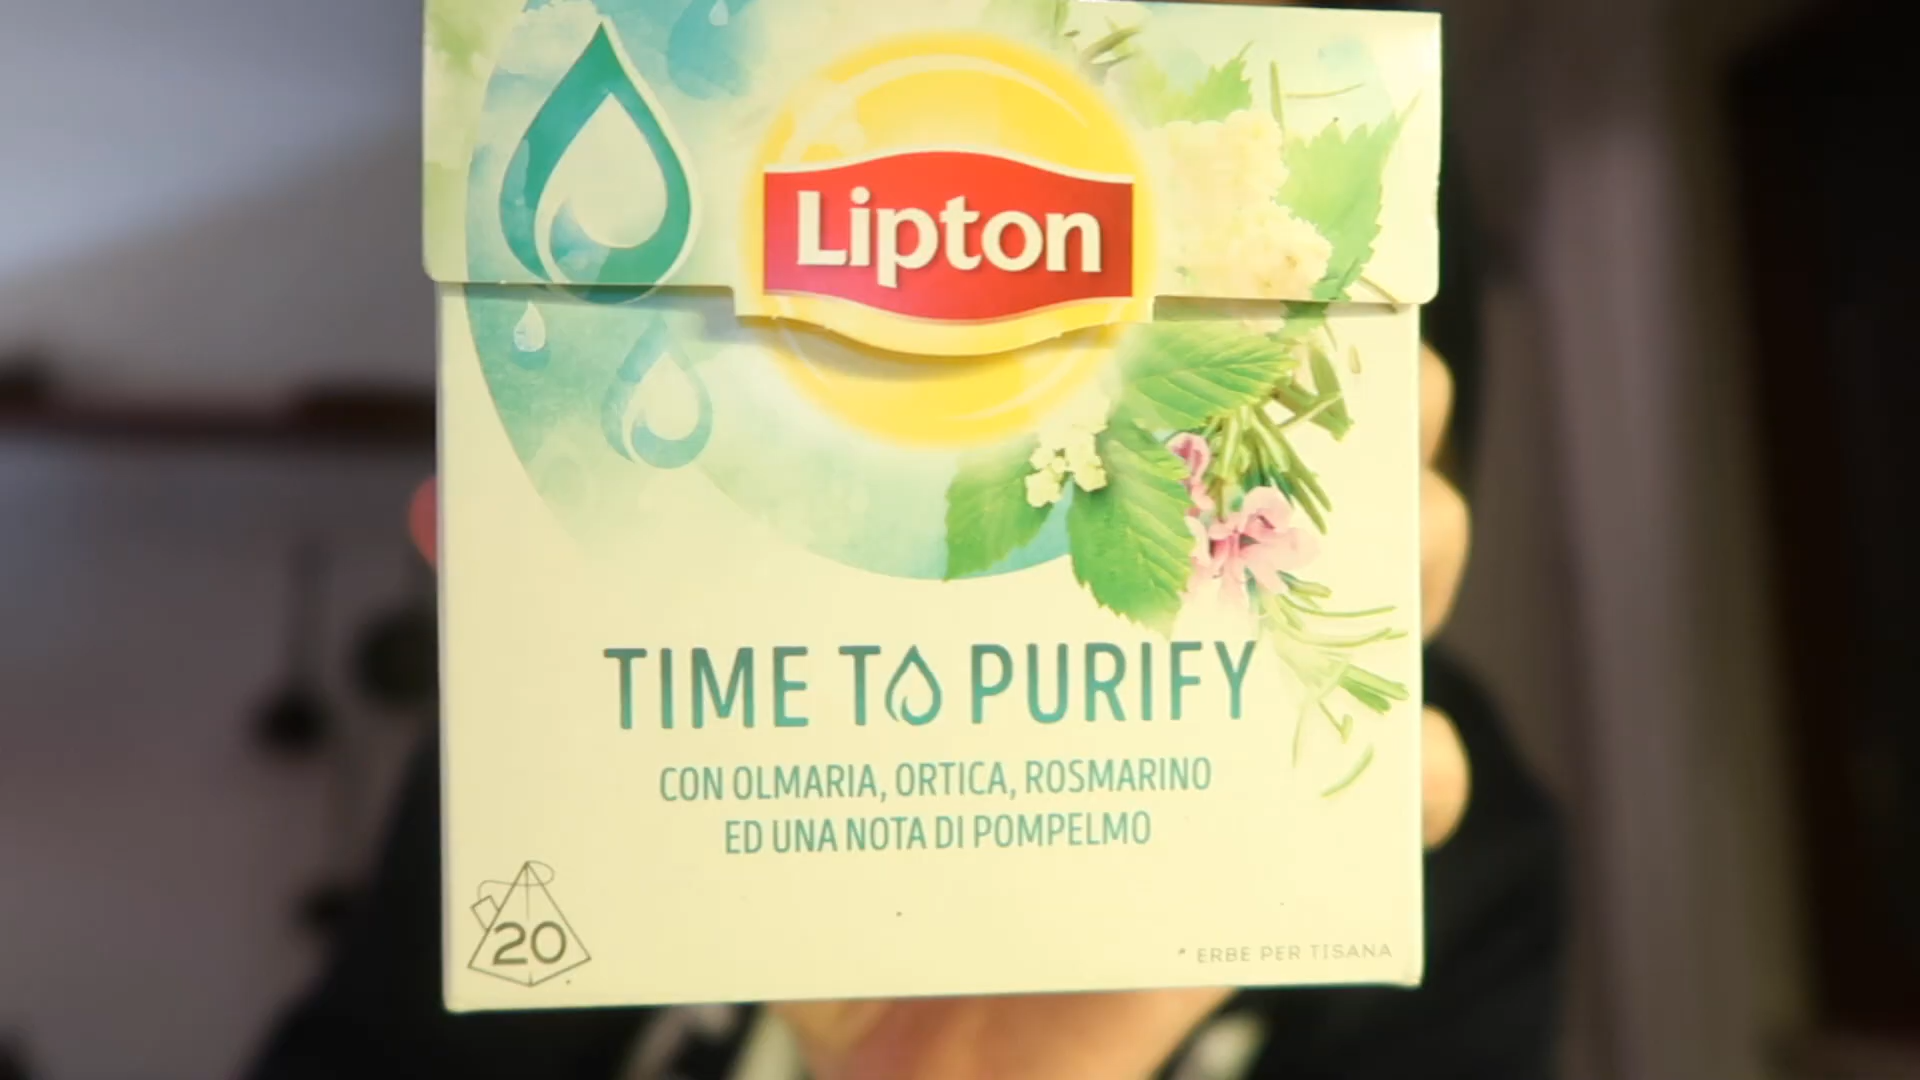 Lipton
TIME TO PURIFY
CON OLMARIA, ORTICA, ROSMARINO
ED UNA NOTA DI POMPELMO
20
* ERBE PER TISANA